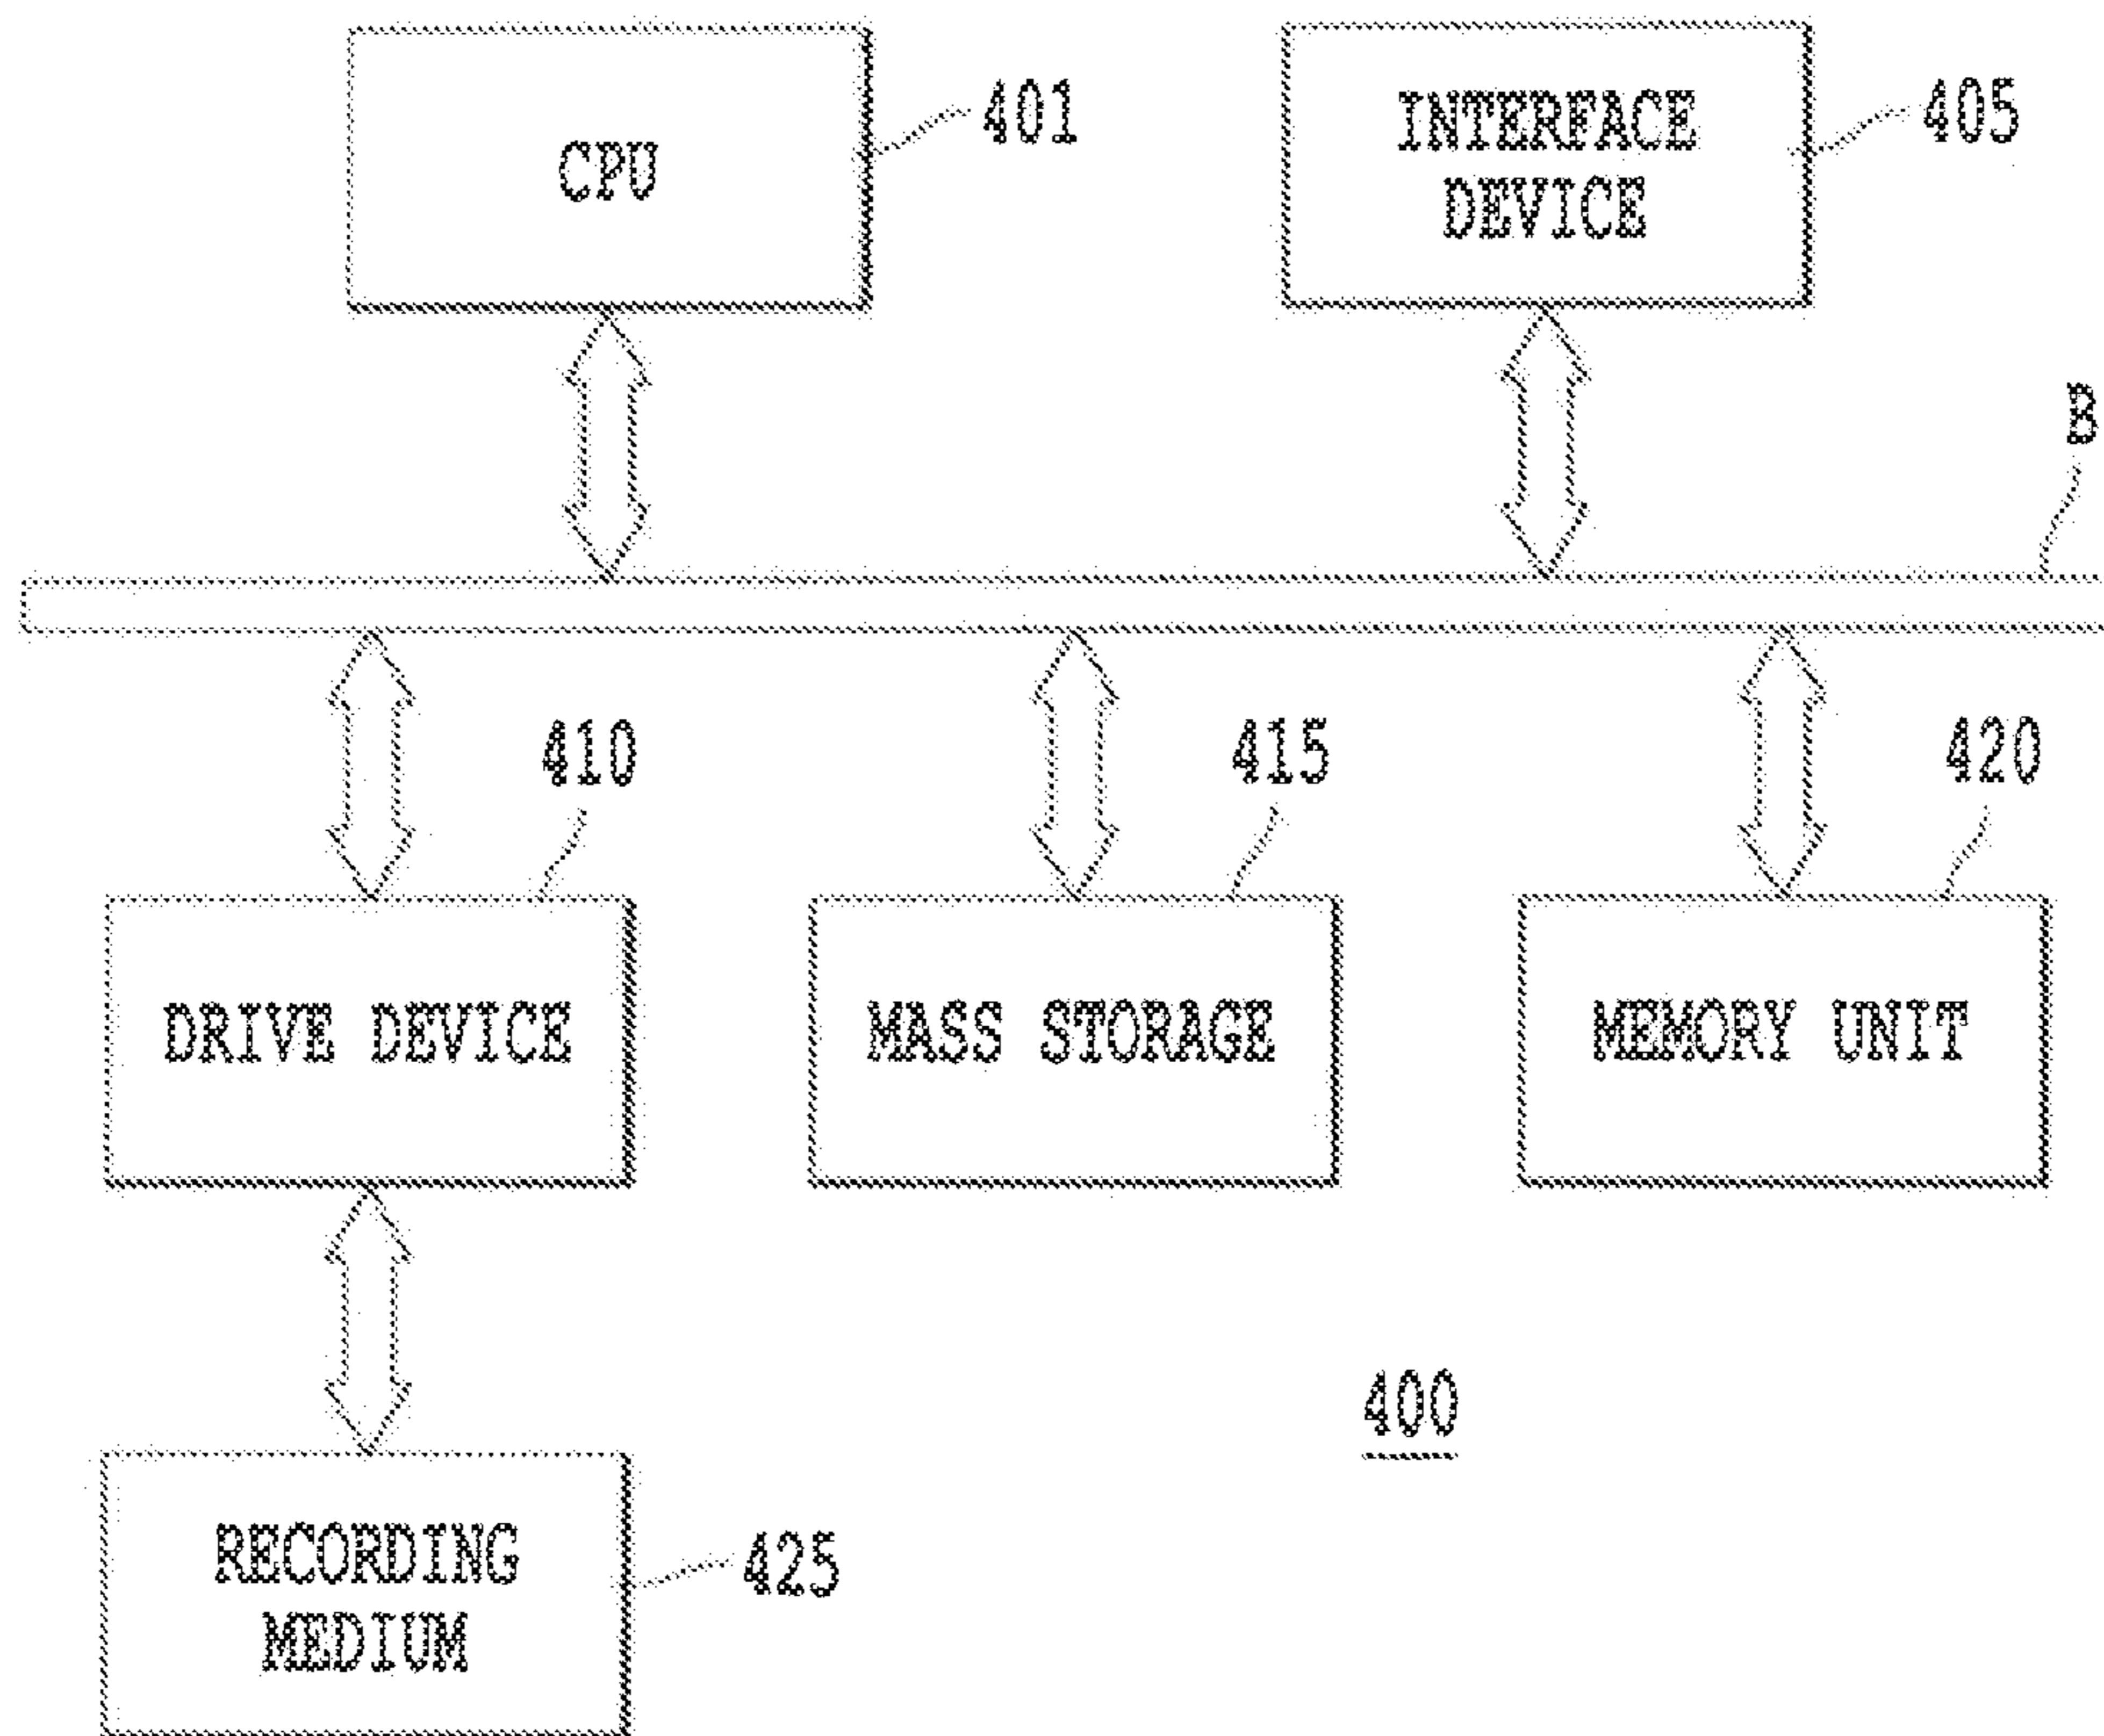 CPU
401
INTERFACE
DEVICE
405
B
410
415
420
DRIVE DEVICE
MASS STORAGE
MEMORY UNIT
400
RECORDING
MEDIUM
425